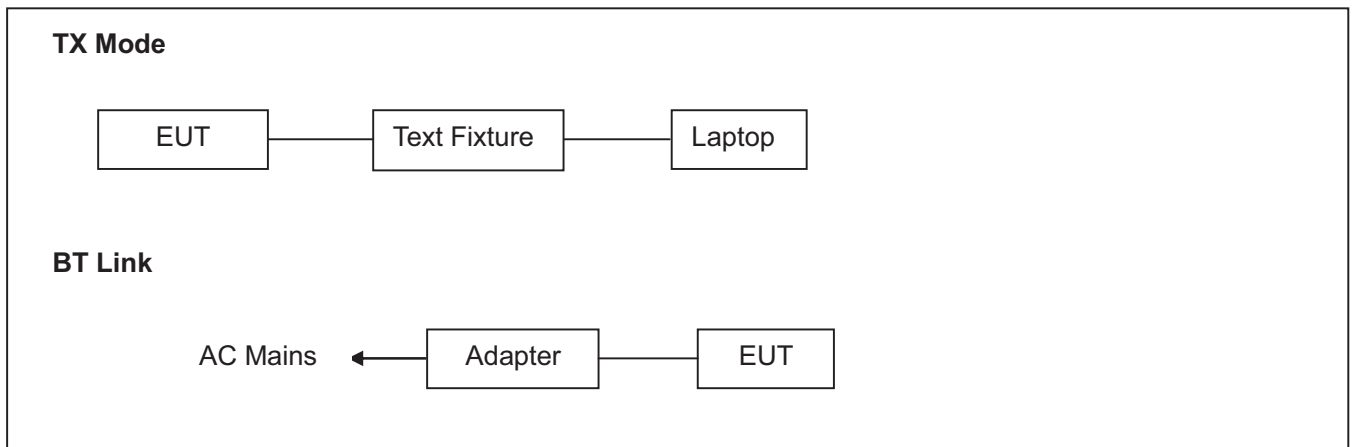 TX Mode
EUT Text Fixture Laptop
BT Link
AC Mains Adapter EUT